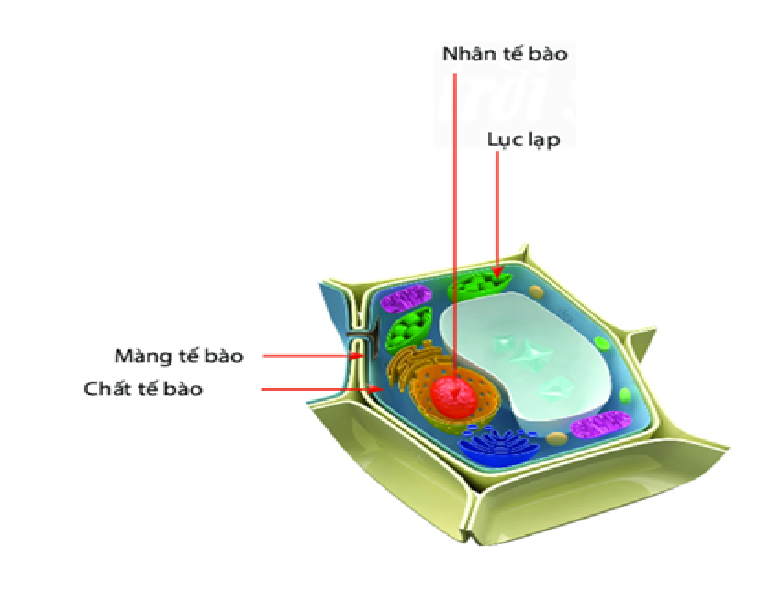 Nhân tế bào
Lục lạp
Màng tế bào
Chất tế bào